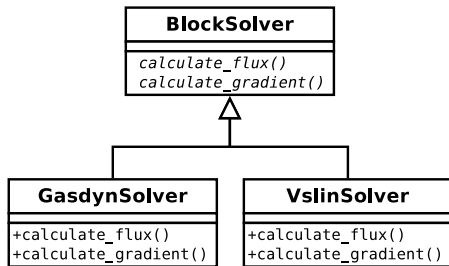 BlockSolver
calculate_flux()
calculate_gradient()
GasdynSolver
+calculate_flux()
+calculate_gradient()
VslinSolver
+calculate_flux()
+calculate_gradient()